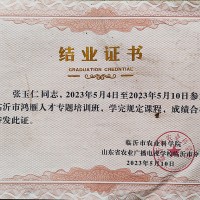 结业证书
GRADUATION CREDENTIAL
张玉仁同志,2023年5月4日至2023年5月10日参
临沂市鸿雁人才专题培训班,学完规定课程,成绩合
发此证。
临沂市农业科学院
山东省农业广播电视学校临沂市分
2023年5月10日